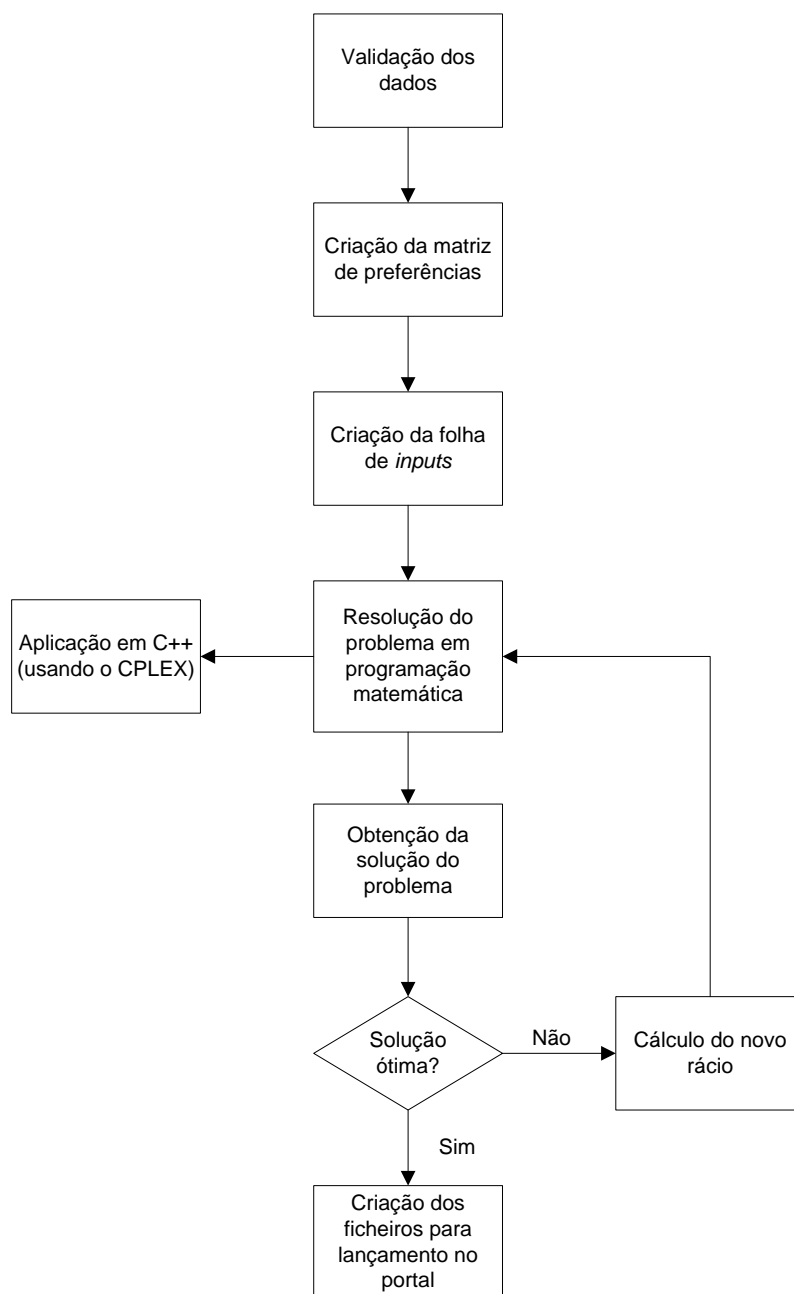 Validação dos
dados
Criação da matriz
de preferências
Criação da folha
de inputs
Aplicação em C++
(usando o CPLEX)
Resolução do
problema em
programação
matemática
Obtenção da
solução do
problema
Solução
ótima?
Não
Cálculo do novo
rácio
Sim
Criação dos
ficheiros para
lançamento no
portal